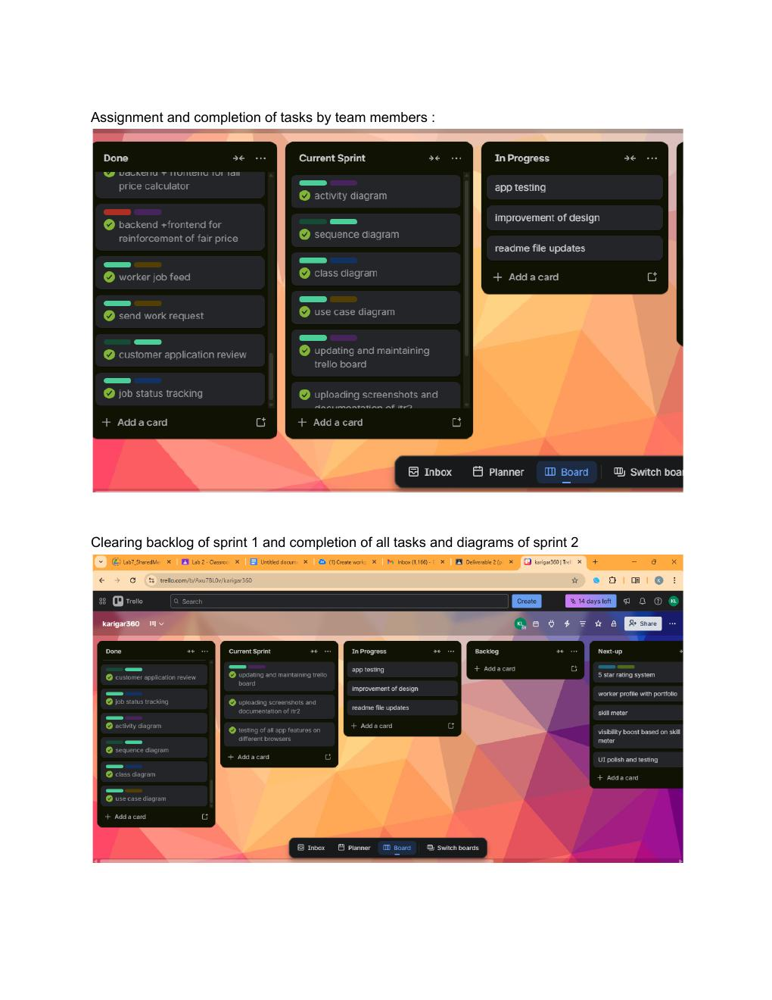 Assignment and completion of tasks by team members :
Done
backend + frontend for fair
price calculator
backend +frontend for
reinforcement of fair price
worker job feed
send work request
customer application review
job status tracking
Add a card
Current Sprint
activity diagram
sequence diagram
class diagram
use case diagram
updating and maintaining
trello board
uploading screenshots and
documentation of itr2
Add a card
In Progress
app testing
improvement of design
readme file updates
Add a card
Inbox
Planner
Board
Switch boar
Clearing backlog of sprint 1 and completion of all tasks and diagrams of sprint 2
Lab7_SharedMe
Lab 2 - Classroo
Untitled docum
(1) Create work
Inbox (1,166) -
Deliverable 2 (p
karigar360 | Trel
trello.com/b/Axu7BL0v/karigar360
K
Trello
Search
Create
14 days left
KL
karigar360
KL
Share
Done
customer application review
job status tracking
activity diagram
sequence diagram
class diagram
use case diagram
Add a card
Current Sprint
updating and maintaining trello
board
uploading screenshots and
documentation of itr2
testing of all app features on
different browsers
Add a card
In Progress
app testing
improvement of design
readme file updates
Add a card
Backlog
Add a card
Next-up
5 star rating system
worker profile with portfolio
skill meter
visibility boost based on skill
meter
UI polish and testing
Add a card
Inbox
Planner
Board
Switch boards